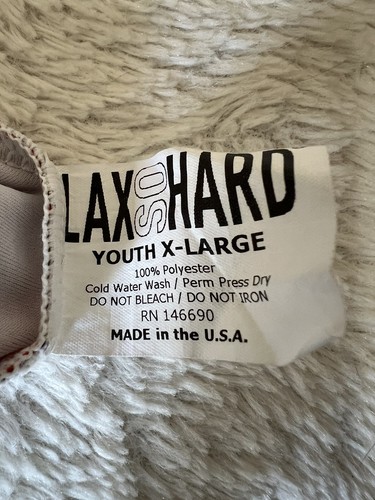 LAX SO HARD
YOUTH X-LARGE
100% Polyester
Cold Water Wash / Perm Press Dry
DO NOT BLEACH / DO NOT IRON
RN 146690
MADE in the U.S.A.